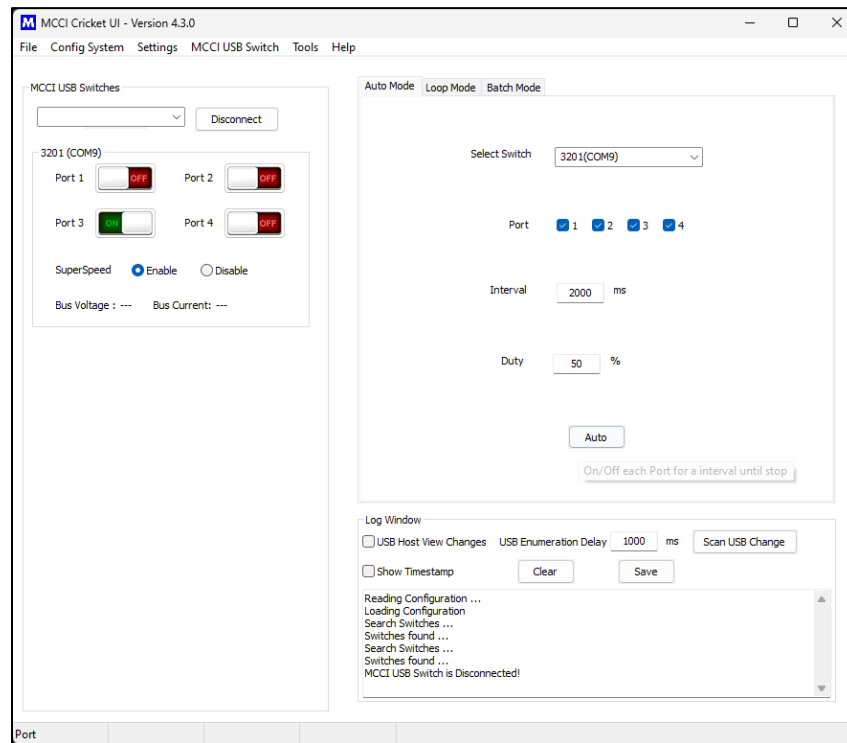 M MCCI Cricket UI - Version 4.3.0
File Config System Settings MCCI USB Switch Tools Help
MCCI USB Switches
Disconnect
3201 (COM9)
Port 1 OFF Port 2 OFF
Port 3 ON Port 4 OFF
SuperSpeed Enable Disable
Bus Voltage : --- Bus Current: ---
Auto Mode Loop Mode Batch Mode
Select Switch 3201(COM9)
Port 1 2 3 4
Interval 2000 ms
Duty 50 %
Auto
On/Off each Port for a interval until stop
Log Window
USB Host View Changes USB Enumeration Delay 1000 ms Scan USB Change
Show Timestamp Clear Save
Reading Configuration ...
Loading Configuration
Search Switches ...
Switches found ...
Search Switches ...
Switches found ...
MCCI USB Switch is Disconnected!
Port